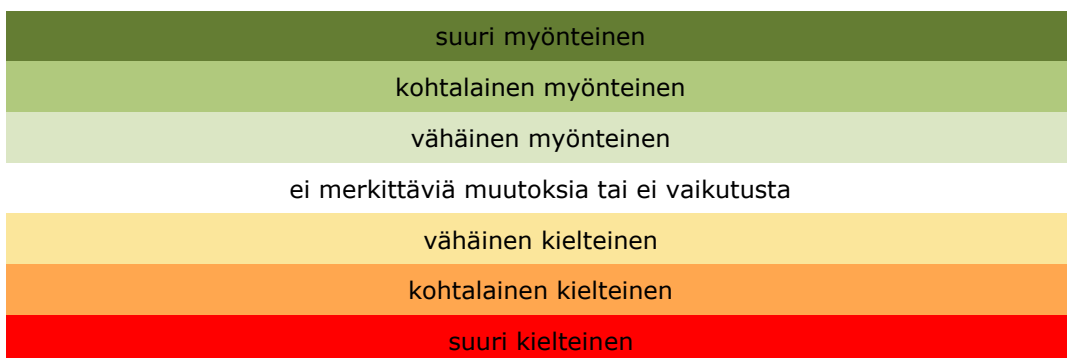 suuri myönteinen
kohtalainen myönteinen
vähäinen myönteinen
ei merkittäviä muutoksia tai ei vaikutusta
vähäinen kielteinen
kohtalainen kielteinen
suuri kielteinen